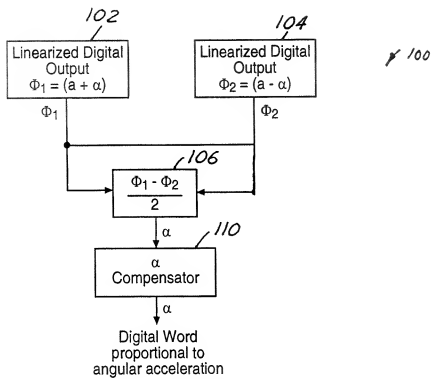 102
104
100
Linearized Digital
Output
Φ1 = (a + α)
Linearized Digital
Output
Φ2 = (a - α)
Φ1
Φ2
106
Φ1 - Φ2
2
α
110
α
Compensator
α
Digital Word
proportional to
angular acceleration